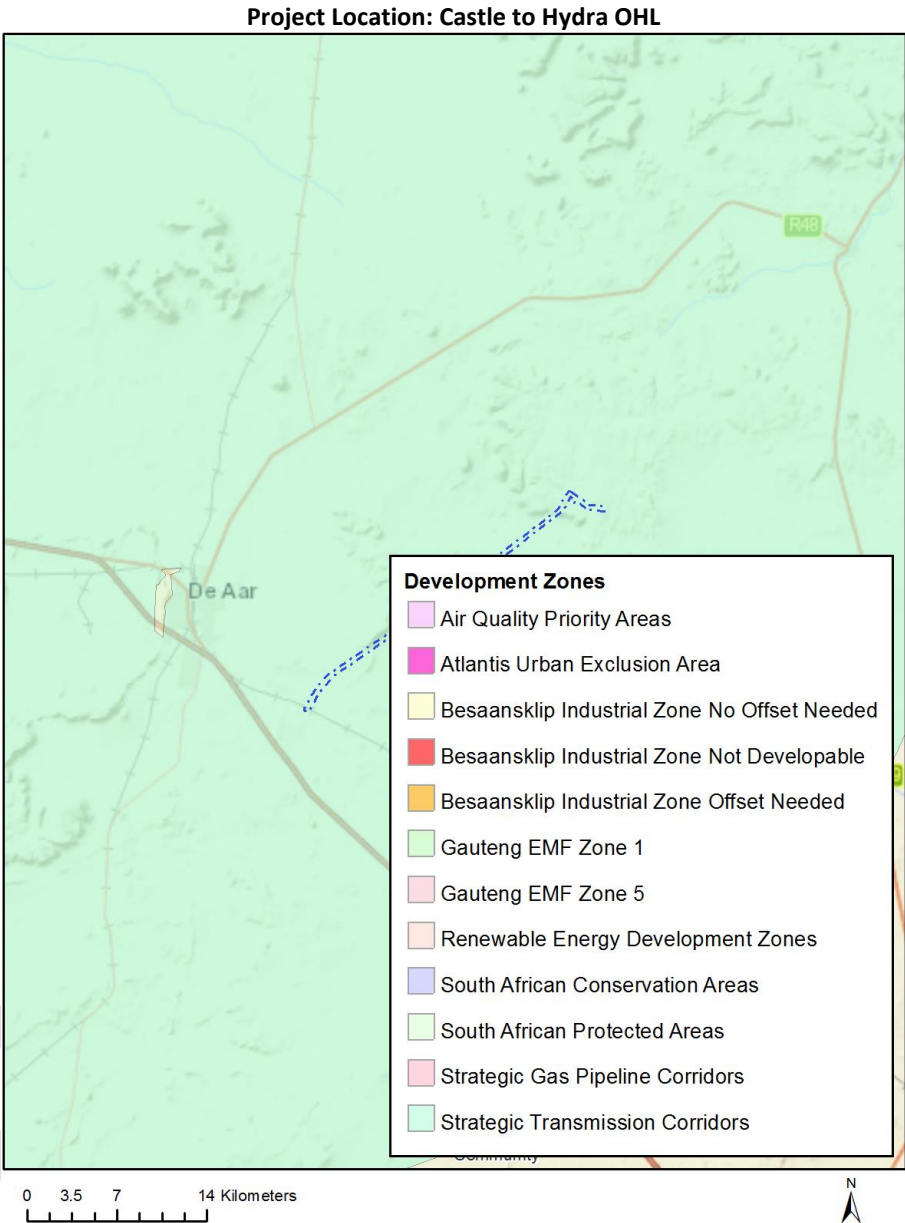 Project Location: Castle to Hydra OHL
R48
De Aar
Development Zones
Air Quality Priority Areas
Atlantis Urban Exclusion Area
Besaansklip Industrial Zone No Offset Needed
Besaansklip Industrial Zone Not Developable
Besaansklip Industrial Zone Offset Needed
Gauteng EMF Zone 1
Gauteng EMF Zone 5
Renewable Energy Development Zones
South African Conservation Areas
South African Protected Areas
Strategic Gas Pipeline Corridors
Strategic Transmission Corridors
Community
0 3.5 7 14 Kilometers
N